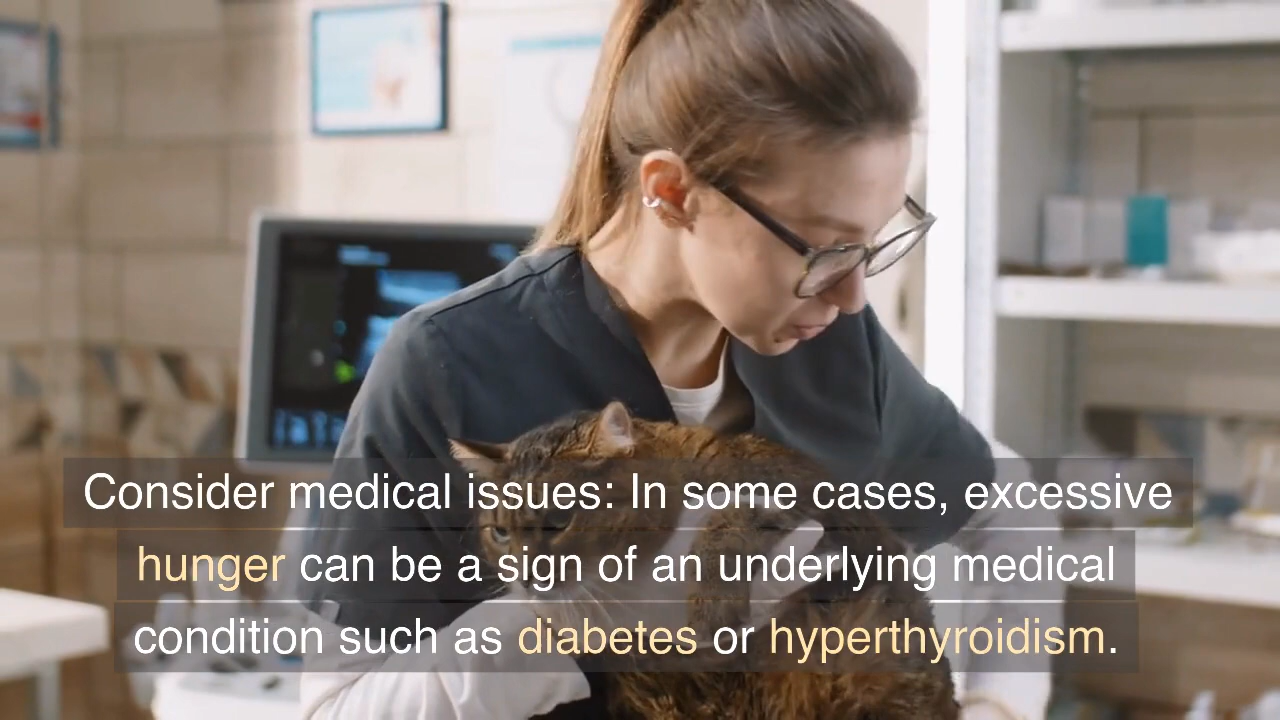 Consider medical issues: In some cases, excessive
hunger can be a sign of an underlying medical
condition such as diabetes or hyperthyroidism.